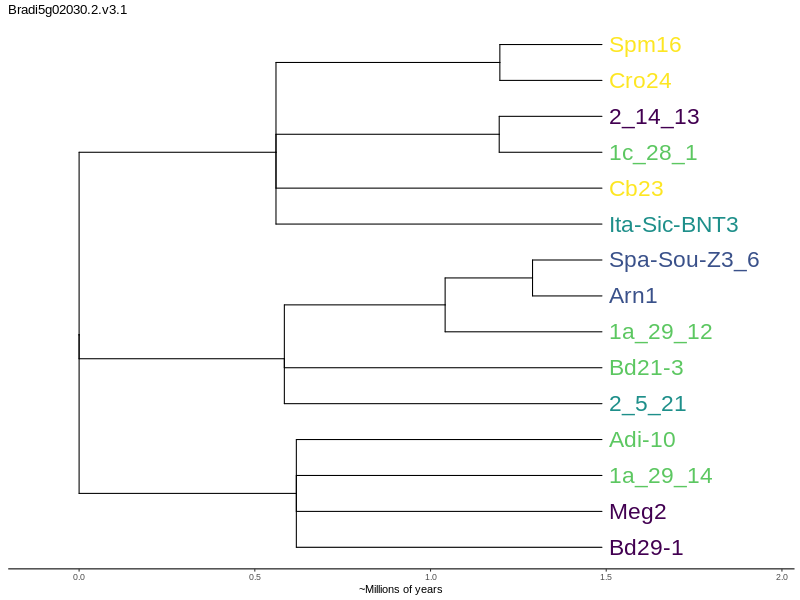 Bradi5g02030.2.v3.1
Spm16
Cro24
2_14_13
1c_28_1
Cb23
Ita-Sic-BNT3
Spa-Sou-Z3_6
Arn1
1a_29_12
Bd21-3
2_5_21
Adi-10
1a_29_14
Meg2
Bd29-1
0.0 0.5 1.0 1.5 2.0
~Millions of years